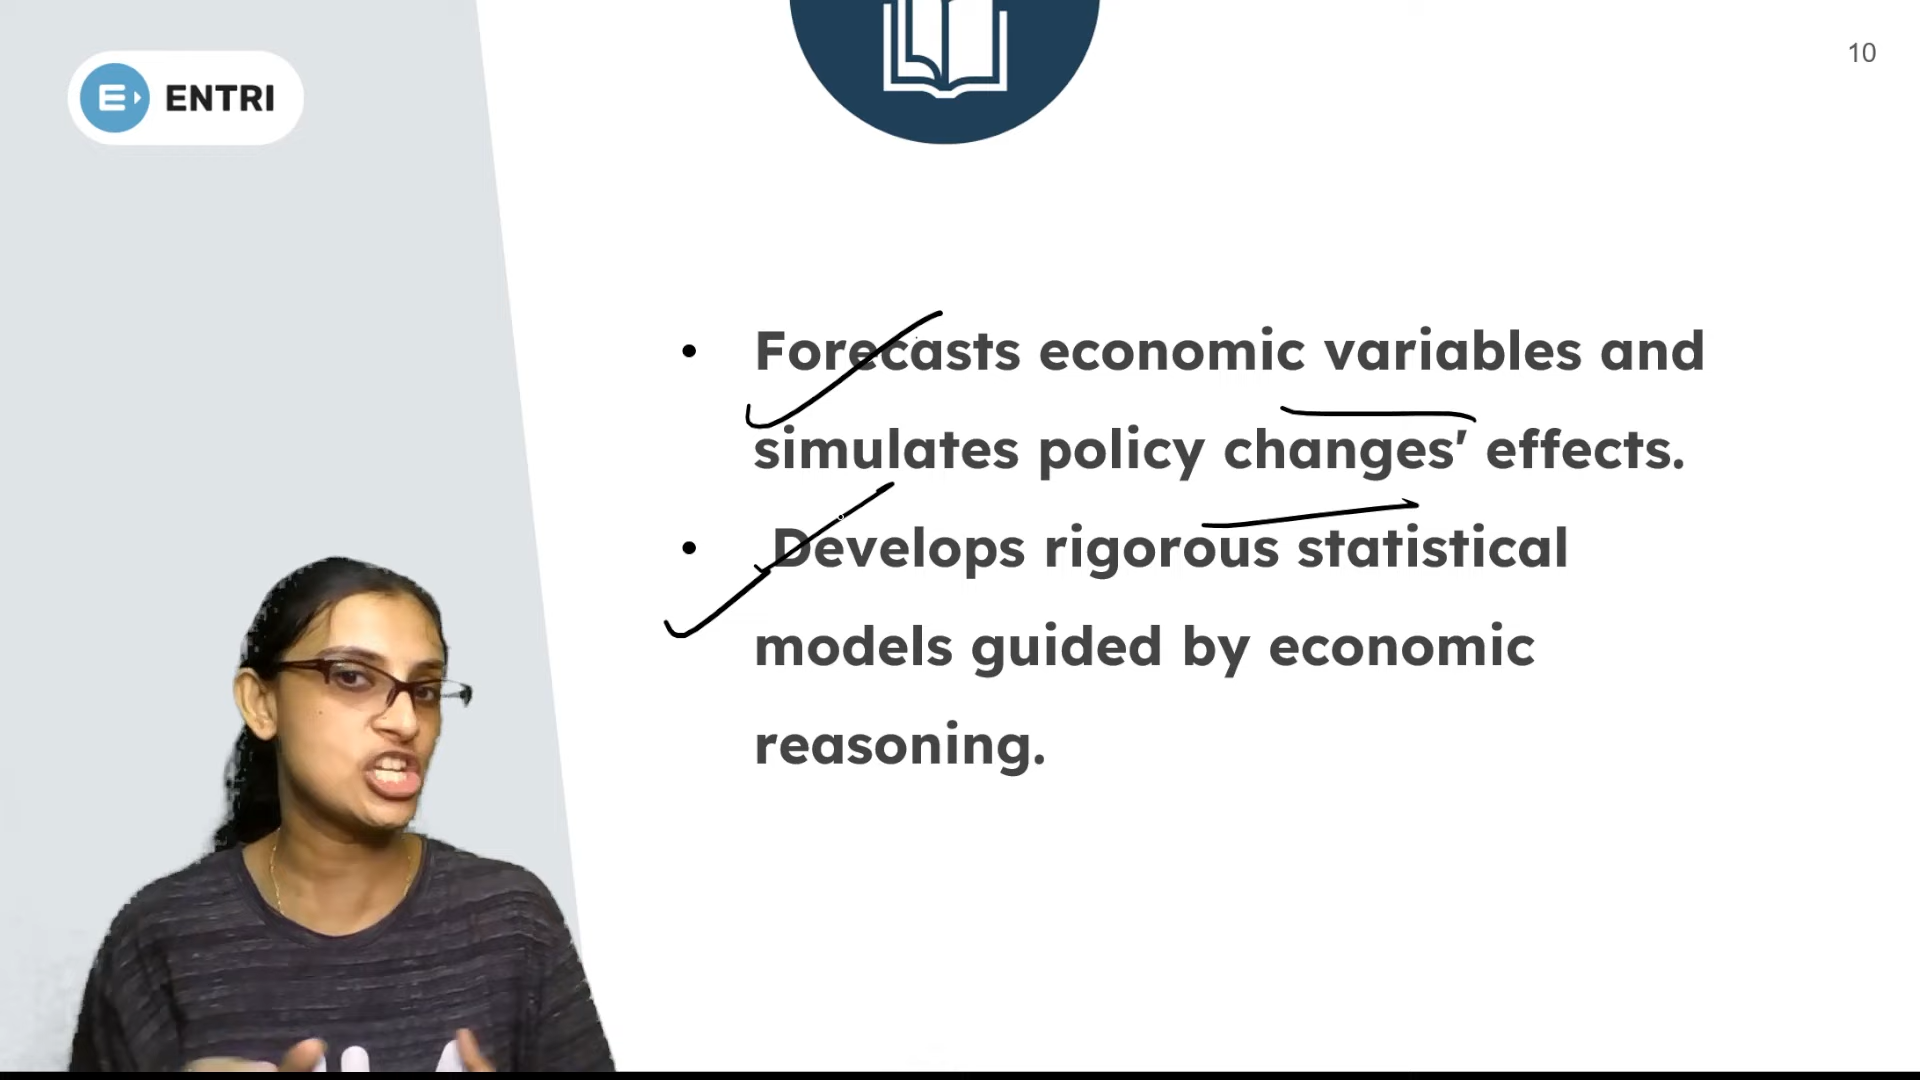 ENTRI
10
• Forecasts economic variables and
simulates policy changes' effects.
• Develops rigorous statistical
models guided by economic
reasoning.